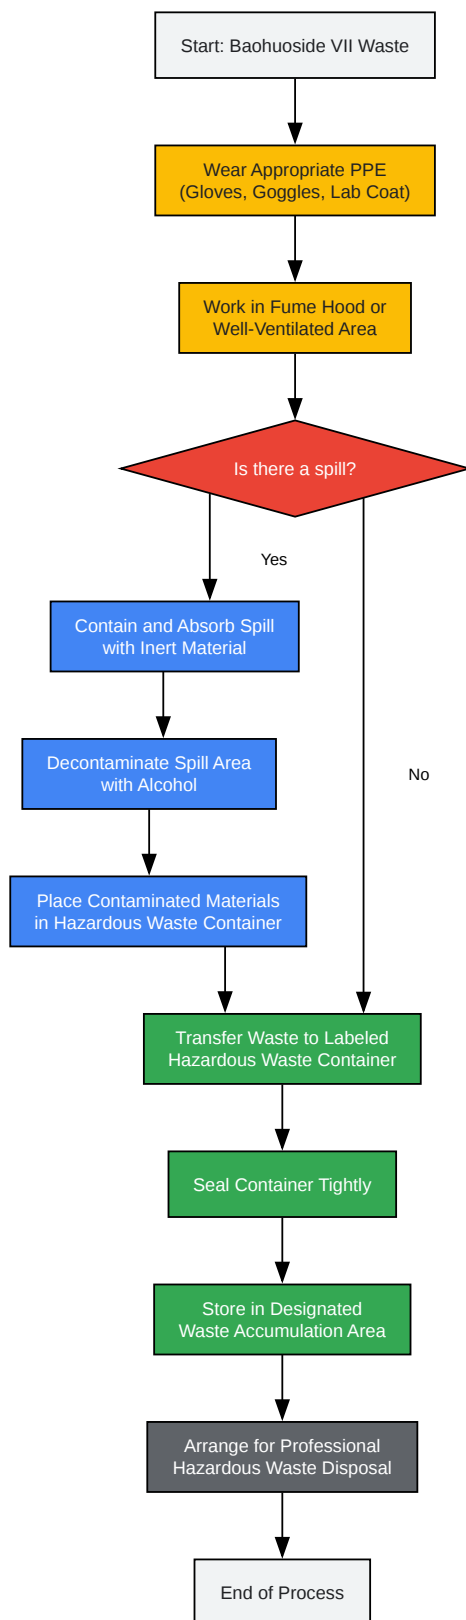 Start: Baohuoside VII Waste
Wear Appropriate PPE
(Gloves, Goggles, Lab Coat)
Work in Fume Hood or
Well-Ventilated Area
Is there a spill?
Yes
Contain and Absorb Spill
with Inert Material
Decontaminate Spill Area
with Alcohol
No
Place Contaminated Materials
in Hazardous Waste Container
Transfer Waste to Labeled
Hazardous Waste Container
Seal Container Tightly
Store in Designated
Waste Accumulation Area
Arrange for Professional
Hazardous Waste Disposal
End of Process